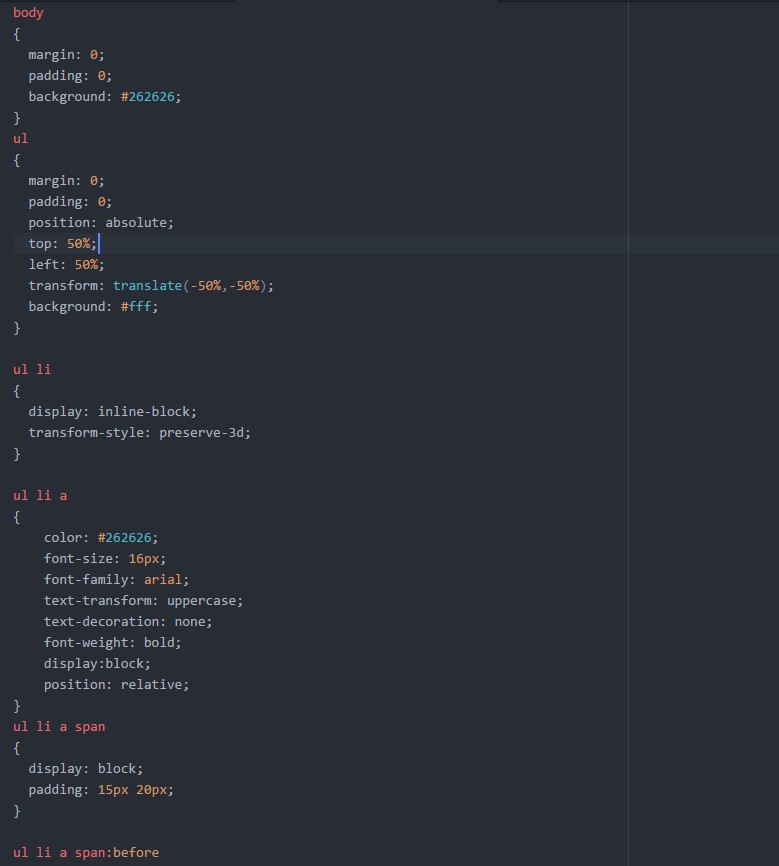 body
{
  margin: 0;
  padding: 0;
  background: #262626;
}
ul
{
  margin: 0;
  padding: 0;
  position: absolute;
  top: 50%;
  left: 50%;
  transform: translate(-50%,-50%);
  background: #fff;
}

ul li
{
  display: inline-block;
  transform-style: preserve-3d;
}

ul li a
{
    color: #262626;
    font-size: 16px;
    font-family: arial;
    text-transform: uppercase;
    text-decoration: none;
    font-weight: bold;
    display:block;
    position: relative;
}
ul li a span
{
  display: block;
  padding: 15px 20px;
}

ul li a span:before